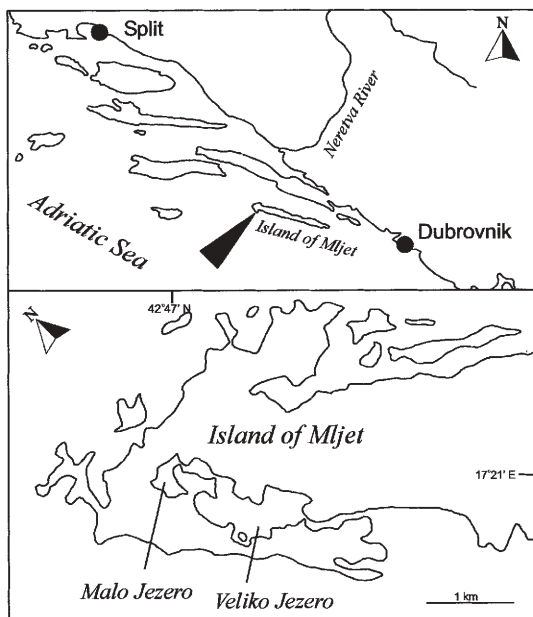 Split
N
Neretva River
Adriatic Sea
Island of Mljet
Dubrovnik
42°47' N
N
Island of Mljet
17°21' E
Malo Jezero
Veliko Jezero
1 km